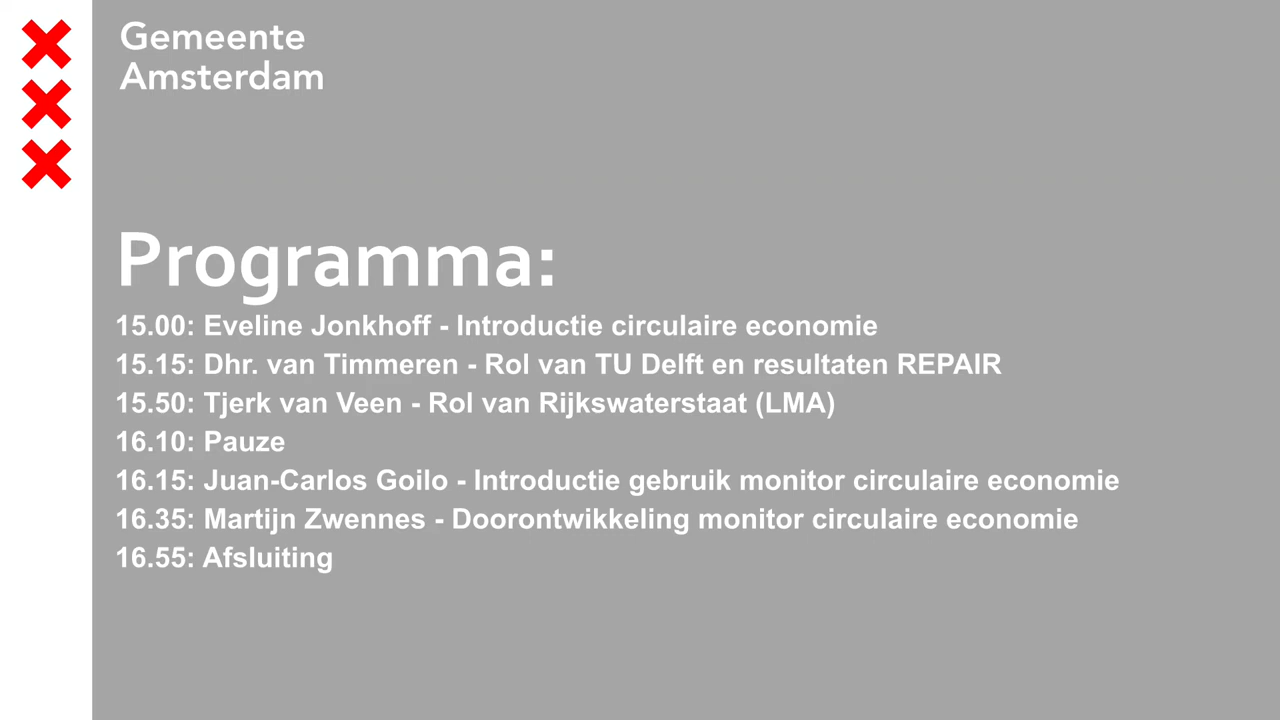 Gemeente
Amsterdam
Programma:
15.00: Eveline Jonkhoff - Introductie circulaire economie
15.15: Dhr. van Timmeren - Rol van TU Delft en resultaten REPAIR
15.50: Tjerk van Veen - Rol van Rijkswaterstaat (LMA)
16.10: Pauze
16.15: Juan-Carlos Goilo - Introductie gebruik monitor circulaire economie
16.35: Martijn Zwennes - Doorontwikkeling monitor circulaire economie
16.55: Afsluiting